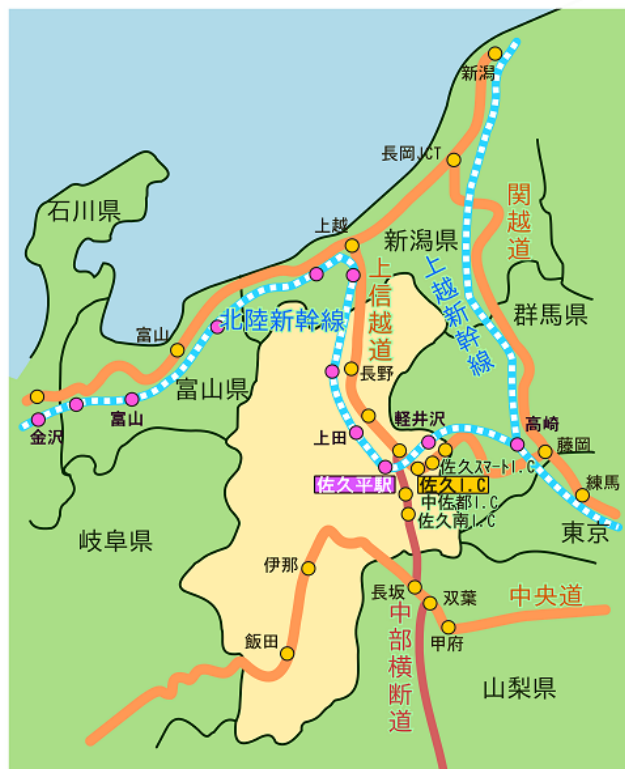 新潟
長岡JCT
関越道
石川県
上越
新潟県
上信越道
上越新幹線
北陸新幹線
群馬県
富山
富山県
長野
金沢
富山
上田
軽井沢
高崎
藤岡
佐久平駅
佐久I.C
佐久スマートI.C
中佐都I.C
佐久南I.C
練馬
東京
岐阜県
伊那
長坂
双葉
中央道
中部横断道
甲府
飯田
山梨県